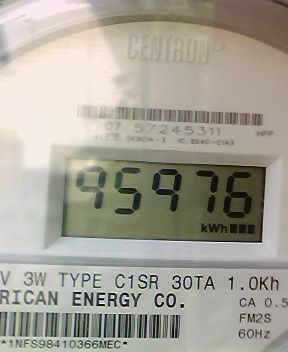 CENTRON®
07 57245311
HPP
95976
kWh
V 3W TYPE C1SR 30TA 1.0Kh
RICAN ENERGY CO.
CA 0.5
FM2S
60Hz
*1NFS98410366MEC*